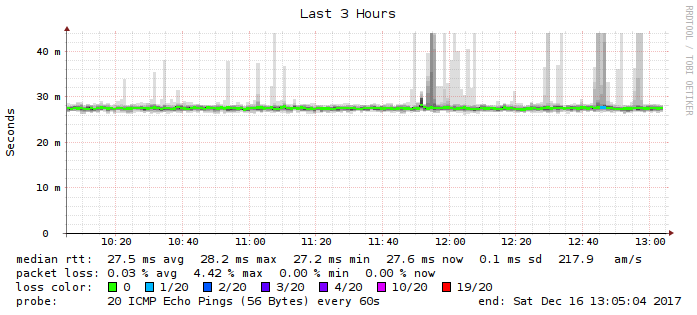 Last 3 Hours
RRDTOOL / TOBI OETIKER
Seconds
40 m
30 m
20 m
10 m
0
10:20 10:40 11:00 11:20 11:40 12:00 12:20 12:40 13:00
median rtt: 27.5 ms avg 28.2 ms max 27.2 ms min 27.6 ms now 0.1 ms sd 217.9 am/s
packet loss: 0.03 % avg 4.42 % max 0.00 % min 0.00 % now
loss color: 0 1/20 2/20 3/20 4/20 10/20 19/20
probe: 20 ICMP Echo Pings (56 Bytes) every 60s end: Sat Dec 16 13:05:04 2017